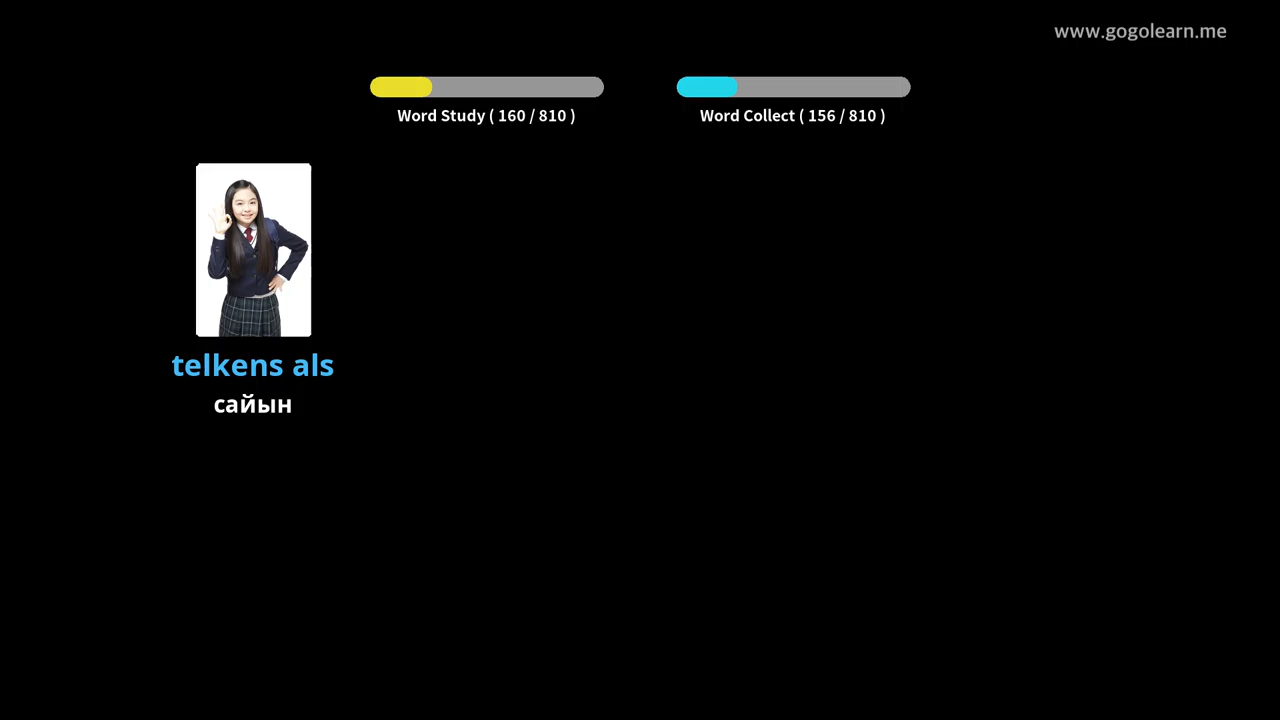 www.gogolearn.me
Word Study ( 160 / 810 )
Word Collect ( 156 / 810 )
telkens als
сайын